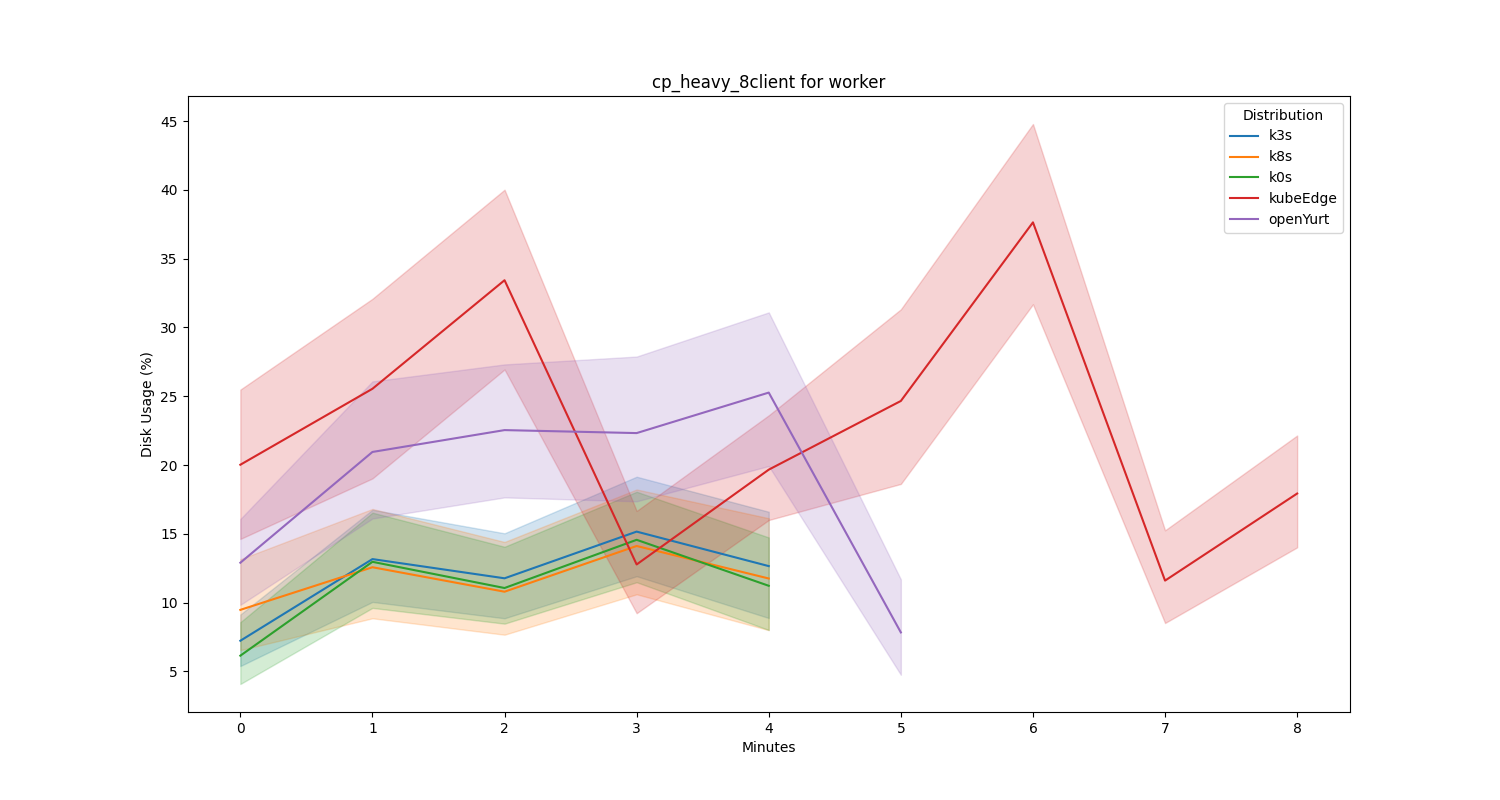 cp_heavy_8client for worker
Distribution
k3s
k8s
k0s
kubeEdge
openYurt
Disk Usage (%)
45
40
35
30
25
20
15
10
5
0 1 2 3 4 5 6 7 8
Minutes